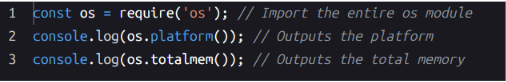 1 const os = require('os'); // Import the entire os module
2 console.log(os.platform()); // Outputs the platform
3 console.log(os.totalmem()); // Outputs the total memory